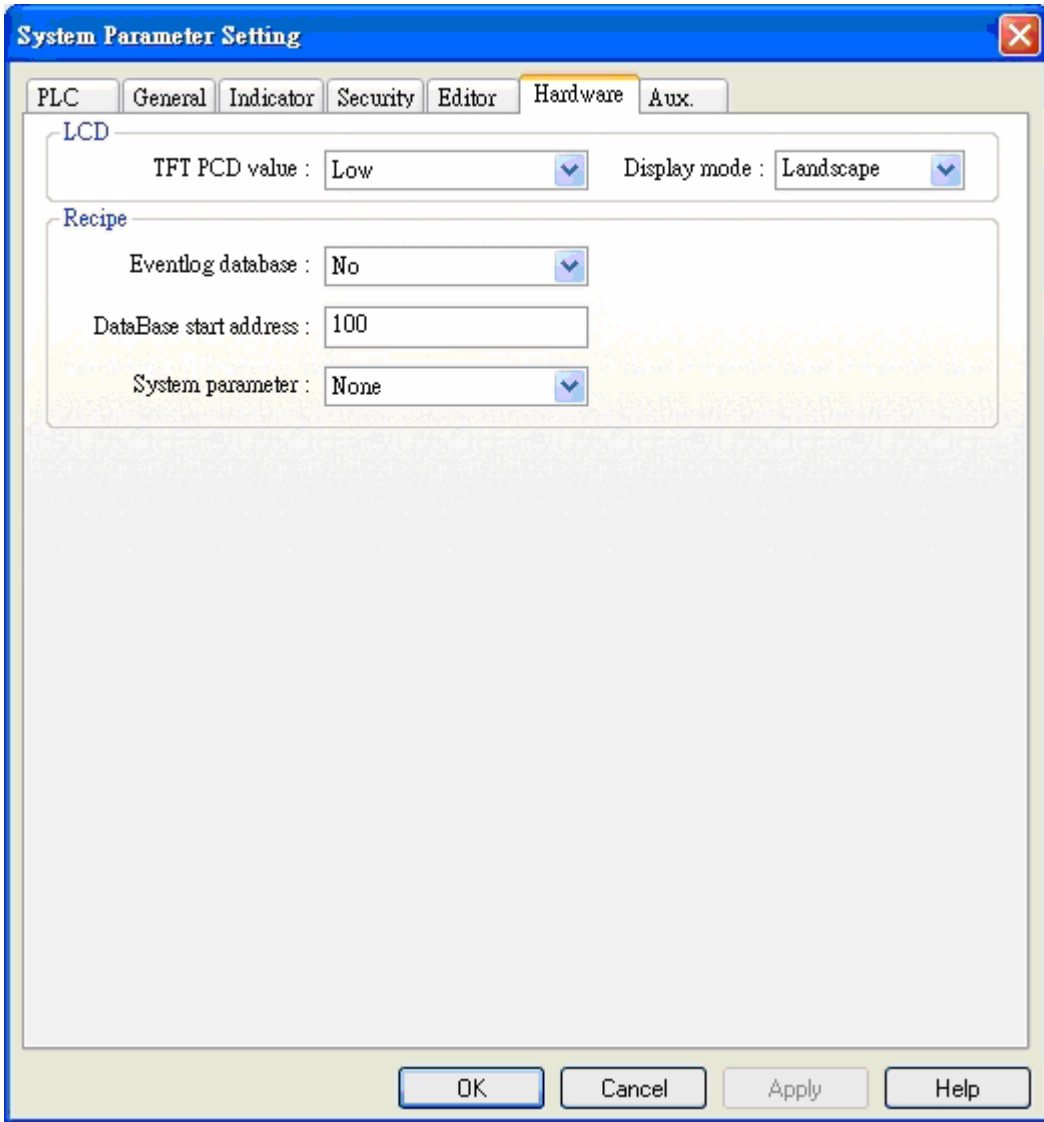 System Parameter Setting
PLC General Indicator Security Editor Hardware Aux.
LCD
TFT PCD value : Low Display mode : Landscape
Recipe
Eventlog database : No
DataBase start address : 100
System parameter : None
OK Cancel Apply Help